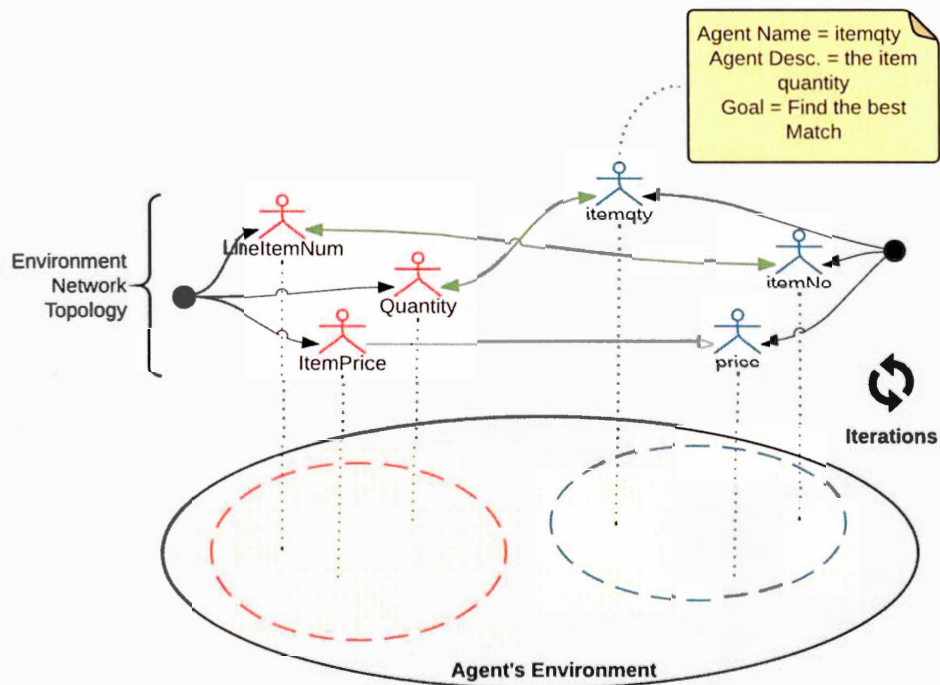 Agent Name = itemqty
Agent Desc. = the item
quantity
Goal = Find the best
Match
itemqty
LineItemNum
Environment
Network
Topology
itemNo
Quantity
ItemPrice
price
Iterations
Agent's Environment